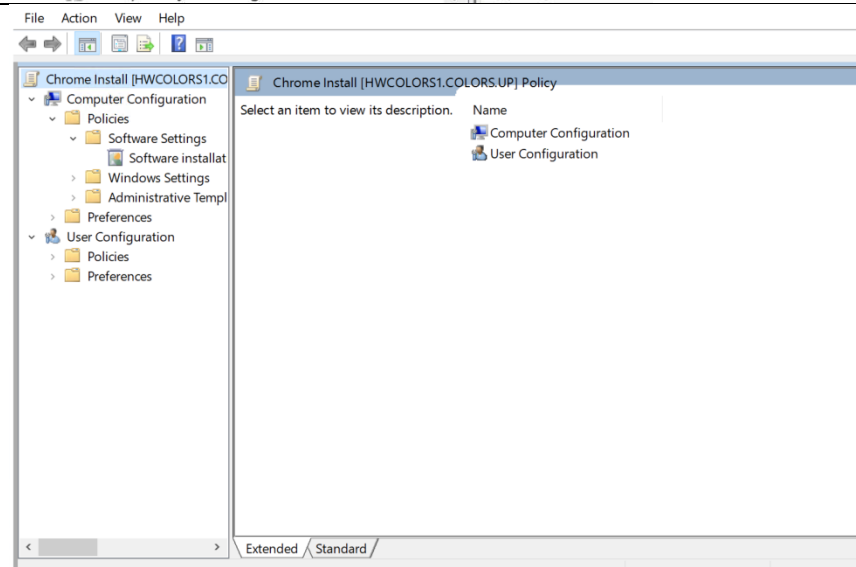 File Action View Help
Chrome Install [HWCOLORS1.CO
Computer Configuration
Policies
Software Settings
Software installat
Windows Settings
Administrative Templ
Preferences
User Configuration
Policies
Preferences
Chrome Install [HWCOLORS1.COLORS.UP] Policy
Select an item to view its description.
Name
Computer Configuration
User Configuration
Extended Standard